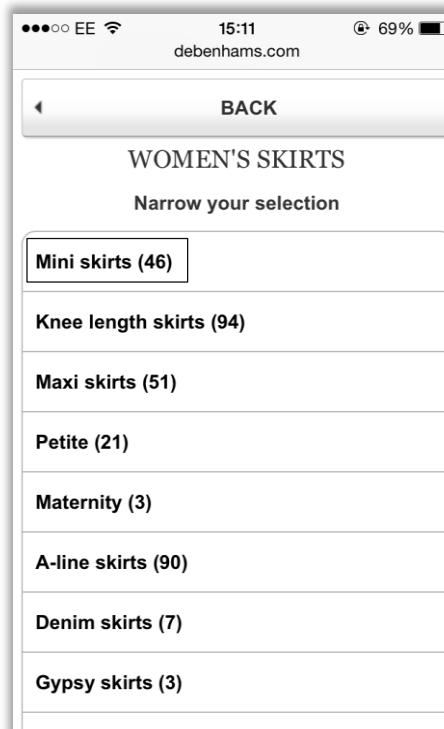 EE 15:11 69%
debenhams.com
BACK
WOMEN'S SKIRTS
Narrow your selection
Mini skirts (46)
Knee length skirts (94)
Maxi skirts (51)
Petite (21)
Maternity (3)
A-line skirts (90)
Denim skirts (7)
Gypsy skirts (3)